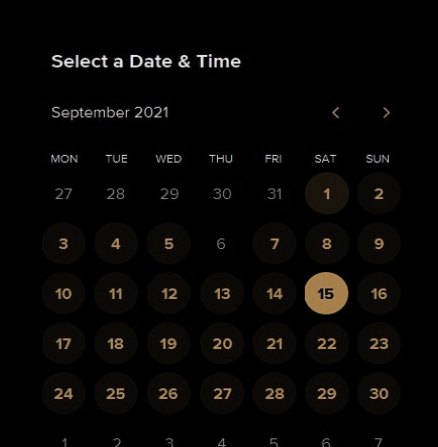 Select a Date & Time
September 2021
MON TUE WED THU FRI SAT SUN
27 28 29 30 31 1 2
3 4 5 6 7 8 9
10 11 12 13 14 15 16
17 18 19 20 21 22 23
24 25 26 27 28 29 30
1 2 3 4 5 6 7